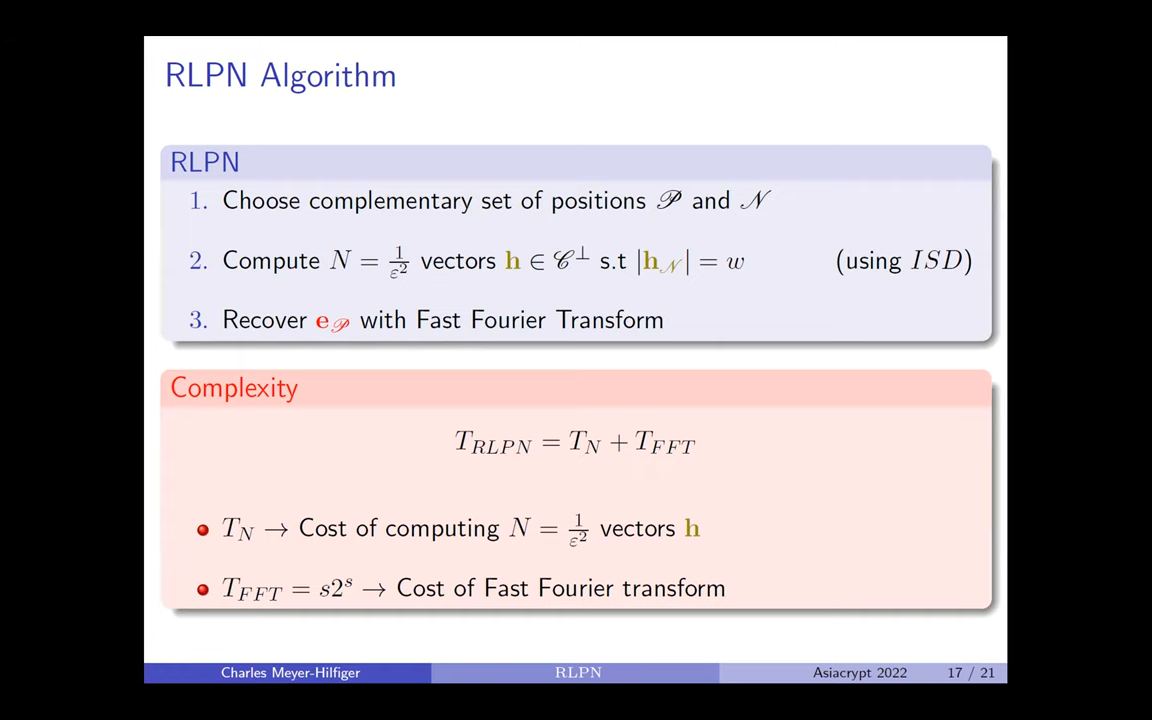 RLPN Algorithm
RLPN
1. Choose complementary set of positions 𝒫 and 𝒩
2. Compute N = 1/ε² vectors h ∈ 𝒞⊥ s.t |h_𝒩| = w (using ISD)
3. Recover e_𝒫 with Fast Fourier Transform
Complexity
T_RLPN = T_N + T_FFT
• T_N → Cost of computing N = 1/ε² vectors h
• T_FFT = s2^s → Cost of Fast Fourier transform
Charles Meyer-Hilfiger RLPN Asiacrypt 2022 17 / 21